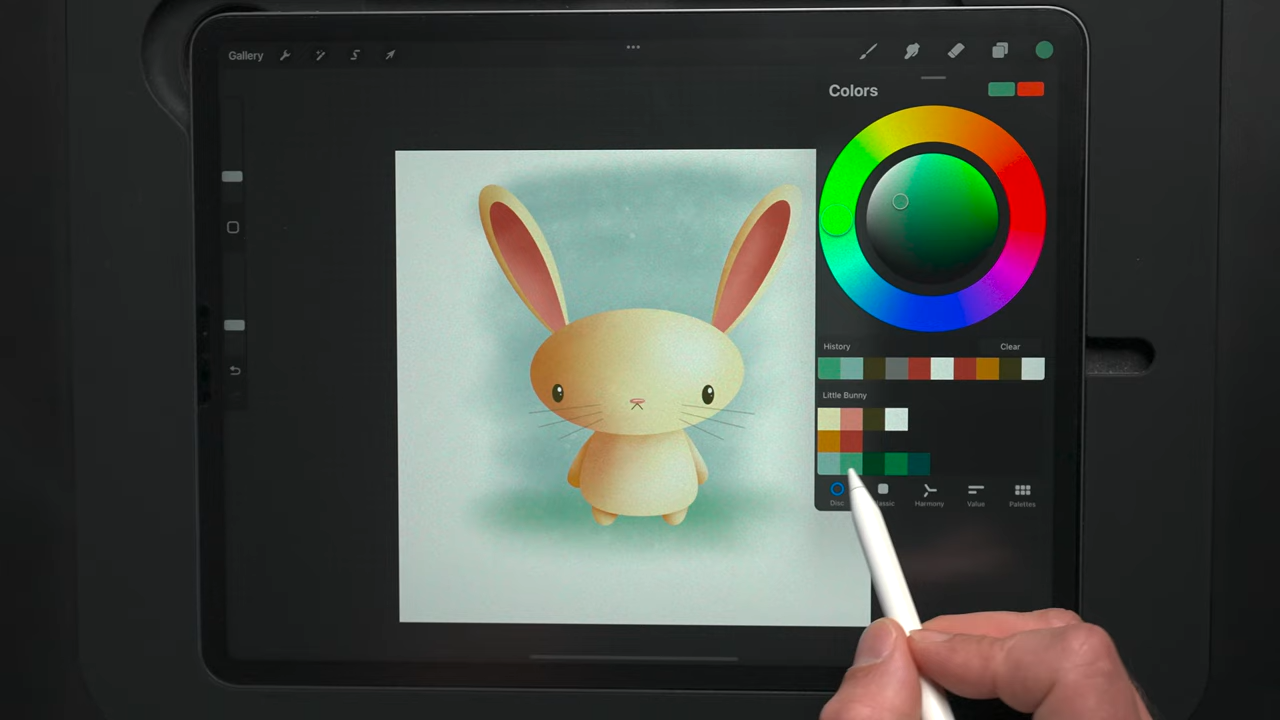 Gallery
Colors
History
Clear
Little Bunny
Disc
Harmony
Value
Palettes